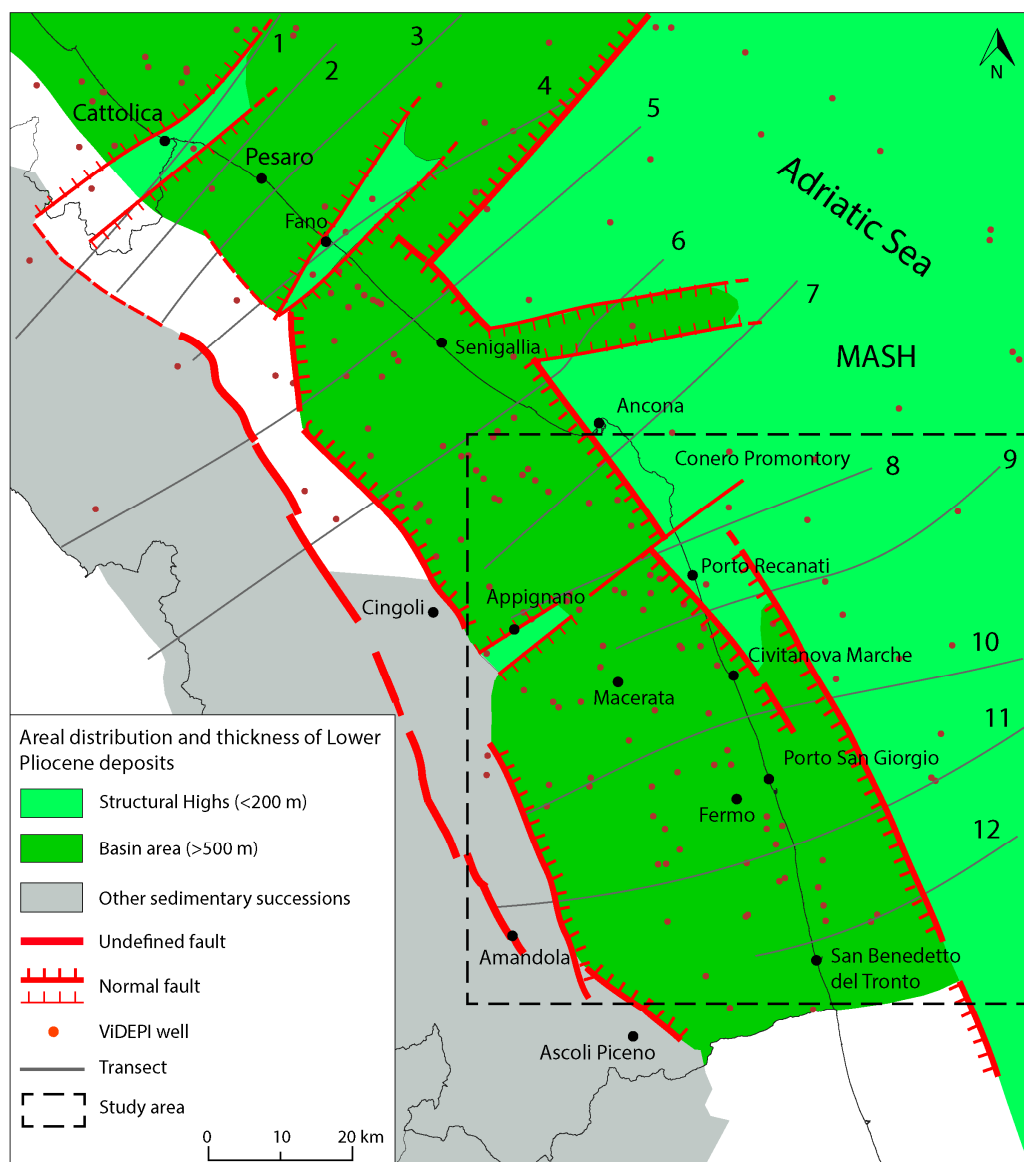 1
2
3
4
5
6
7
8
9
10
11
12
N
Adriatic Sea
MASH
Cattolica
Pesaro
Fano
Senigallia
Ancona
Conero Promontory
Porto Recanati
Appignano
Cingoli
Civitanova Marche
Macerata
Porto San Giorgio
Fermo
Amandola
San Benedetto
del Tronto
Ascoli Piceno
Areal distribution and thickness of Lower
Pliocene deposits
Structural Highs (<200 m)
Basin area (>500 m)
Other sedimentary successions
Undefined fault
Normal fault
ViDEPI well
Transect
Study area
0 10 20 km